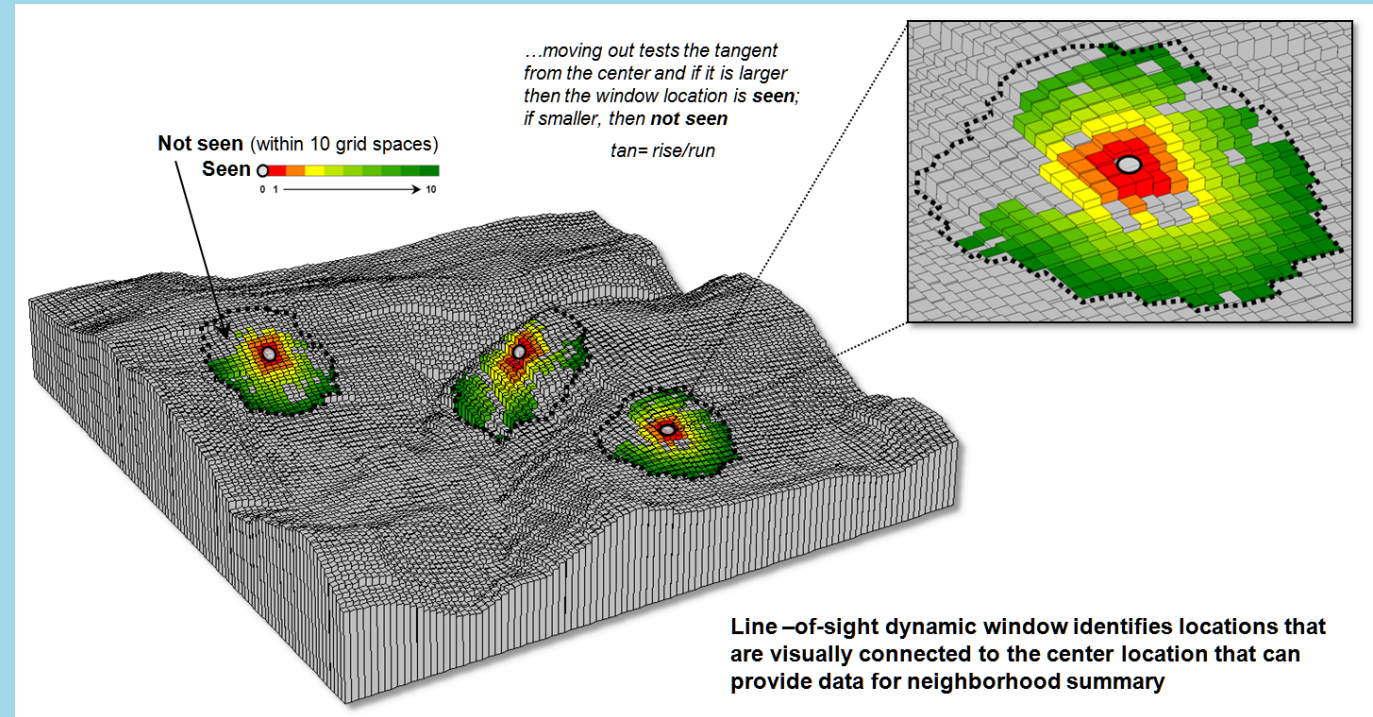 …moving out tests the tangent
from the center and if it is larger
then the window location is seen;
if smaller, then not seen
tan= rise/run
Not seen (within 10 grid spaces)
Seen
0 1 10
Line –of-sight dynamic window identifies locations that
are visually connected to the center location that can
provide data for neighborhood summary